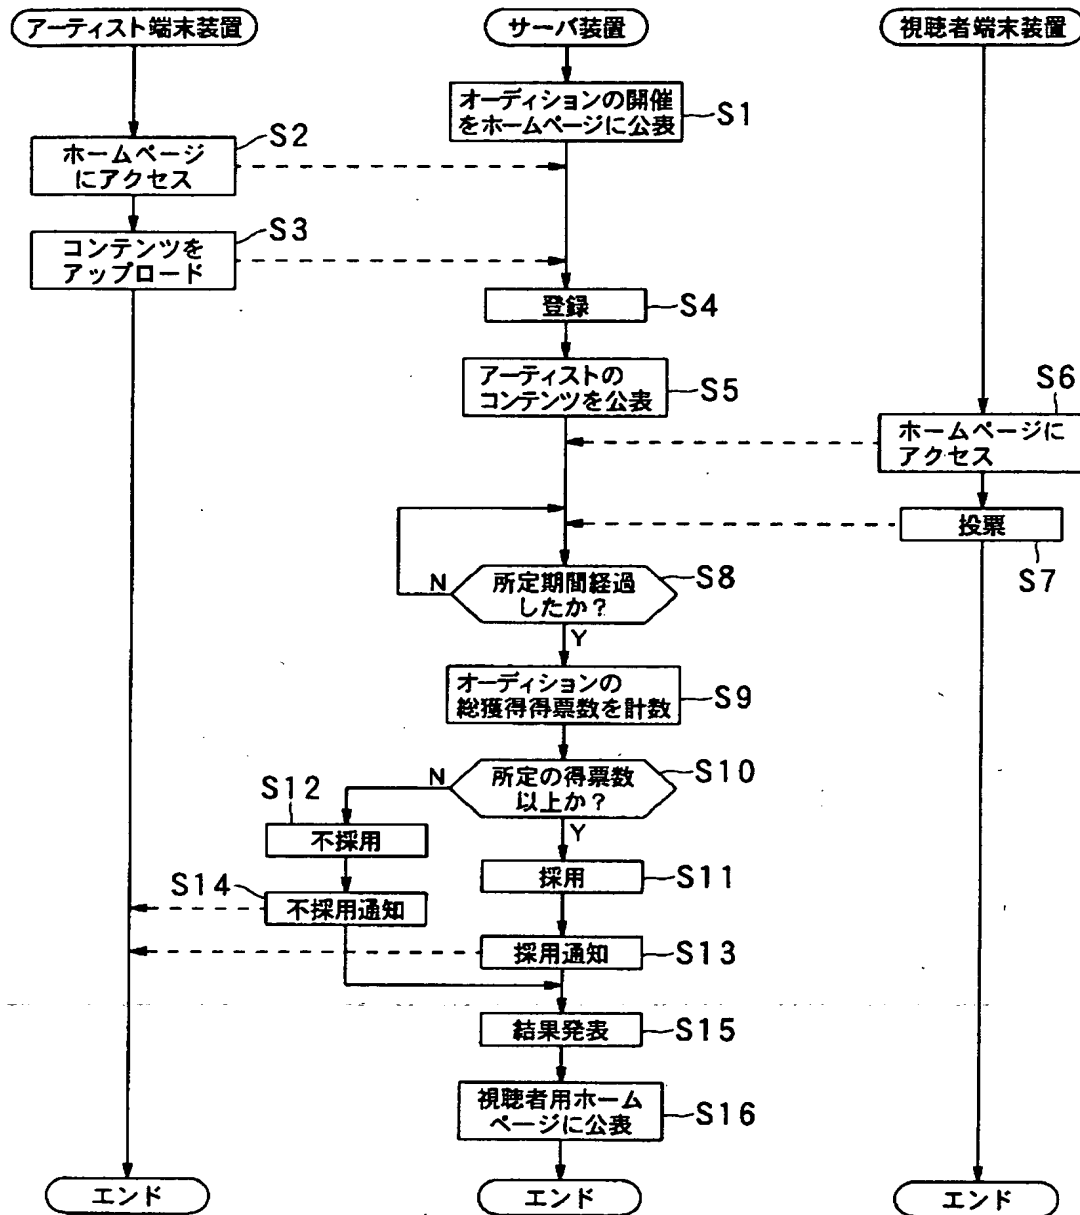 アーティスト端末装置
サーバ装置
視聴者端末装置
オーディションの開催
をホームページに公表
S1
S2
ホームページ
にアクセス
S3
コンテンツを
アップロード
登録
S4
アーティストの
コンテンツを公表
S5
S6
ホームページに
アクセス
投票
S7
N
所定期間経過
したか?
S8
Y
オーディションの
総獲得得票数を計数
S9
N
所定の得票数
以上か?
S10
Y
S12
不採用
採用
S11
S14
不採用通知
採用通知
S13
結果発表
S15
視聴者用ホーム
ページに公表
S16
エンド
エンド
エンド